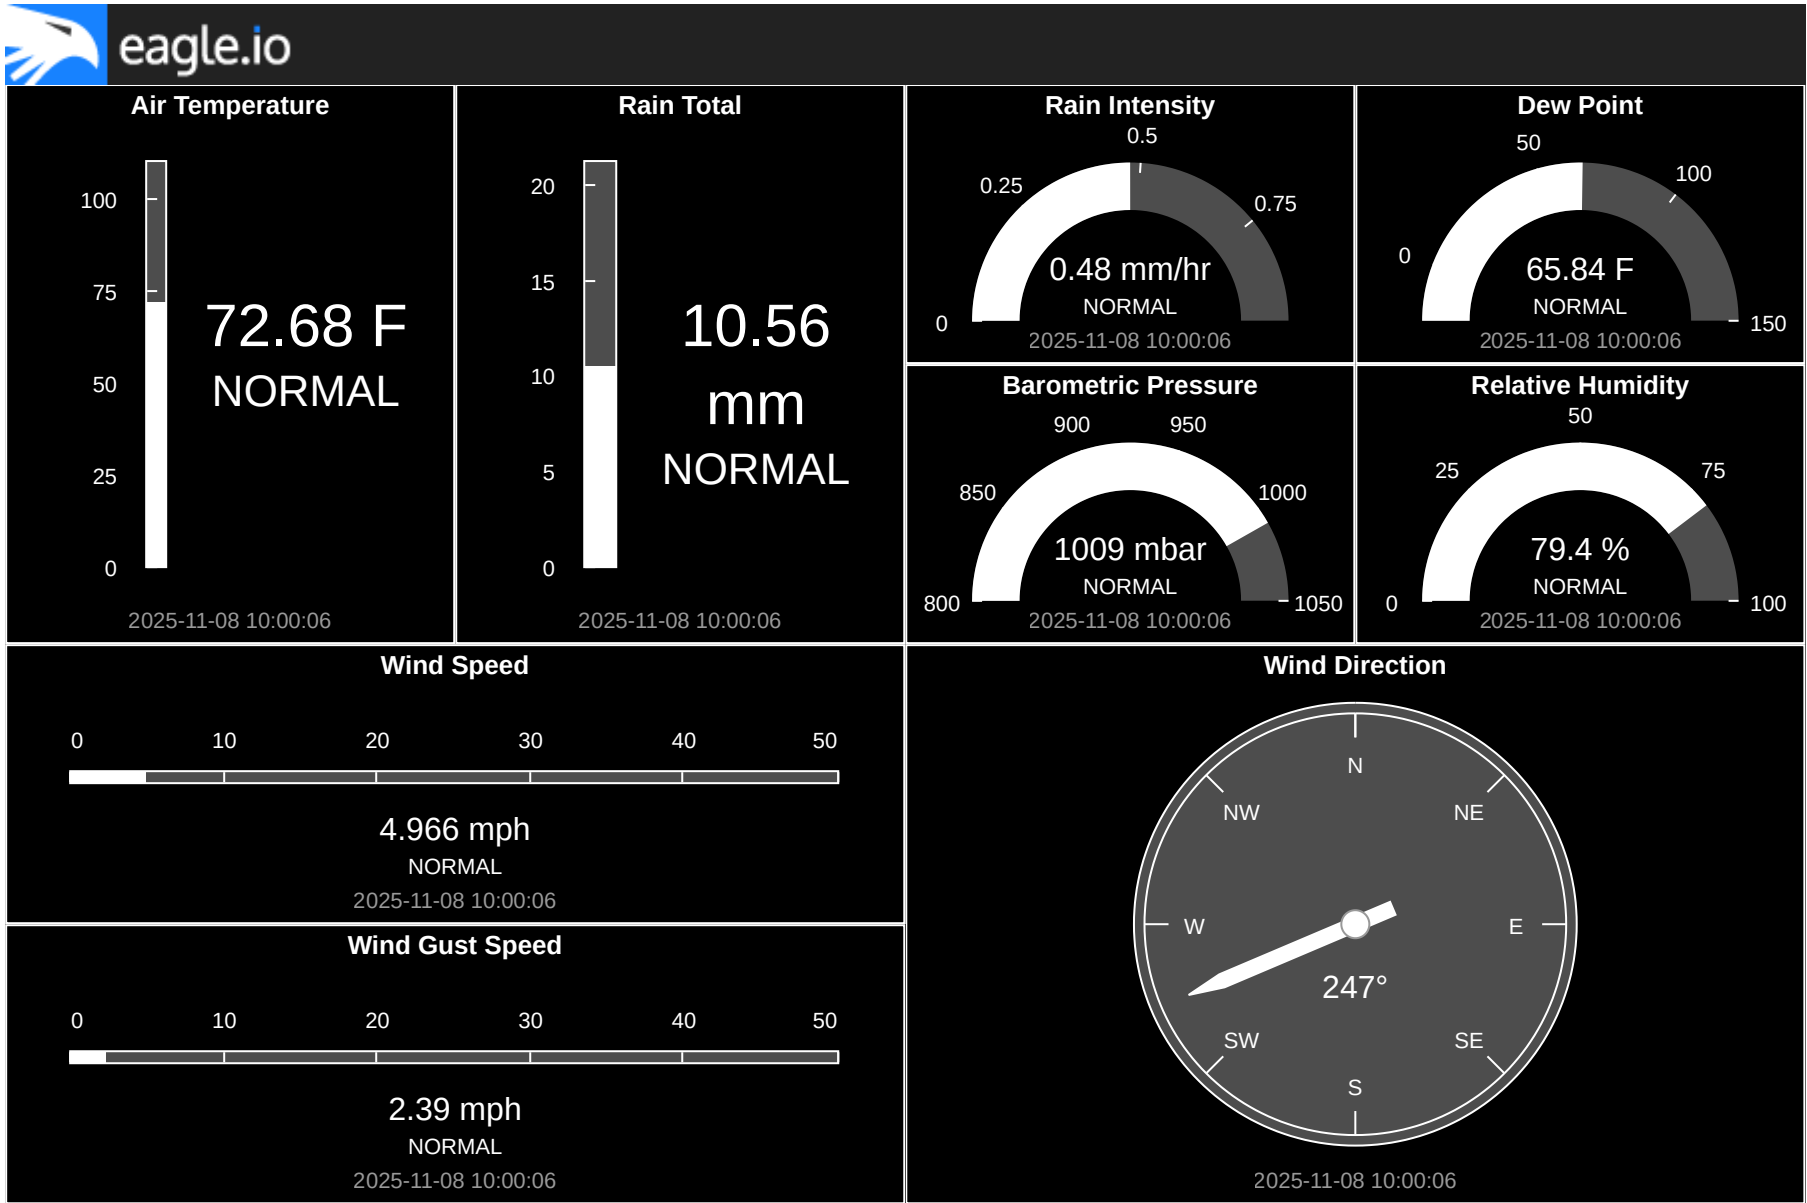 eagle.io
Air Temperature
100
75
50
25
0
72.68 F
NORMAL
2025-11-08 10:00:06
Rain Total
20
15
10
5
0
10.56
mm
NORMAL
2025-11-08 10:00:06
Rain Intensity
0
0.25
0.5
0.75
0.48 mm/hr
NORMAL
2025-11-08 10:00:06
Dew Point
0
50
100
150
65.84 F
NORMAL
2025-11-08 10:00:06
Barometric Pressure
800
850
900
950
1000
1050
1009 mbar
NORMAL
2025-11-08 10:00:06
Relative Humidity
0
25
50
75
100
79.4 %
NORMAL
2025-11-08 10:00:06
Wind Speed
0 10 20 30 40 50
4.966 mph
NORMAL
2025-11-08 10:00:06
Wind Gust Speed
0 10 20 30 40 50
2.39 mph
NORMAL
2025-11-08 10:00:06
Wind Direction
N
NW NE
W E
247°
SW SE
S
2025-11-08 10:00:06